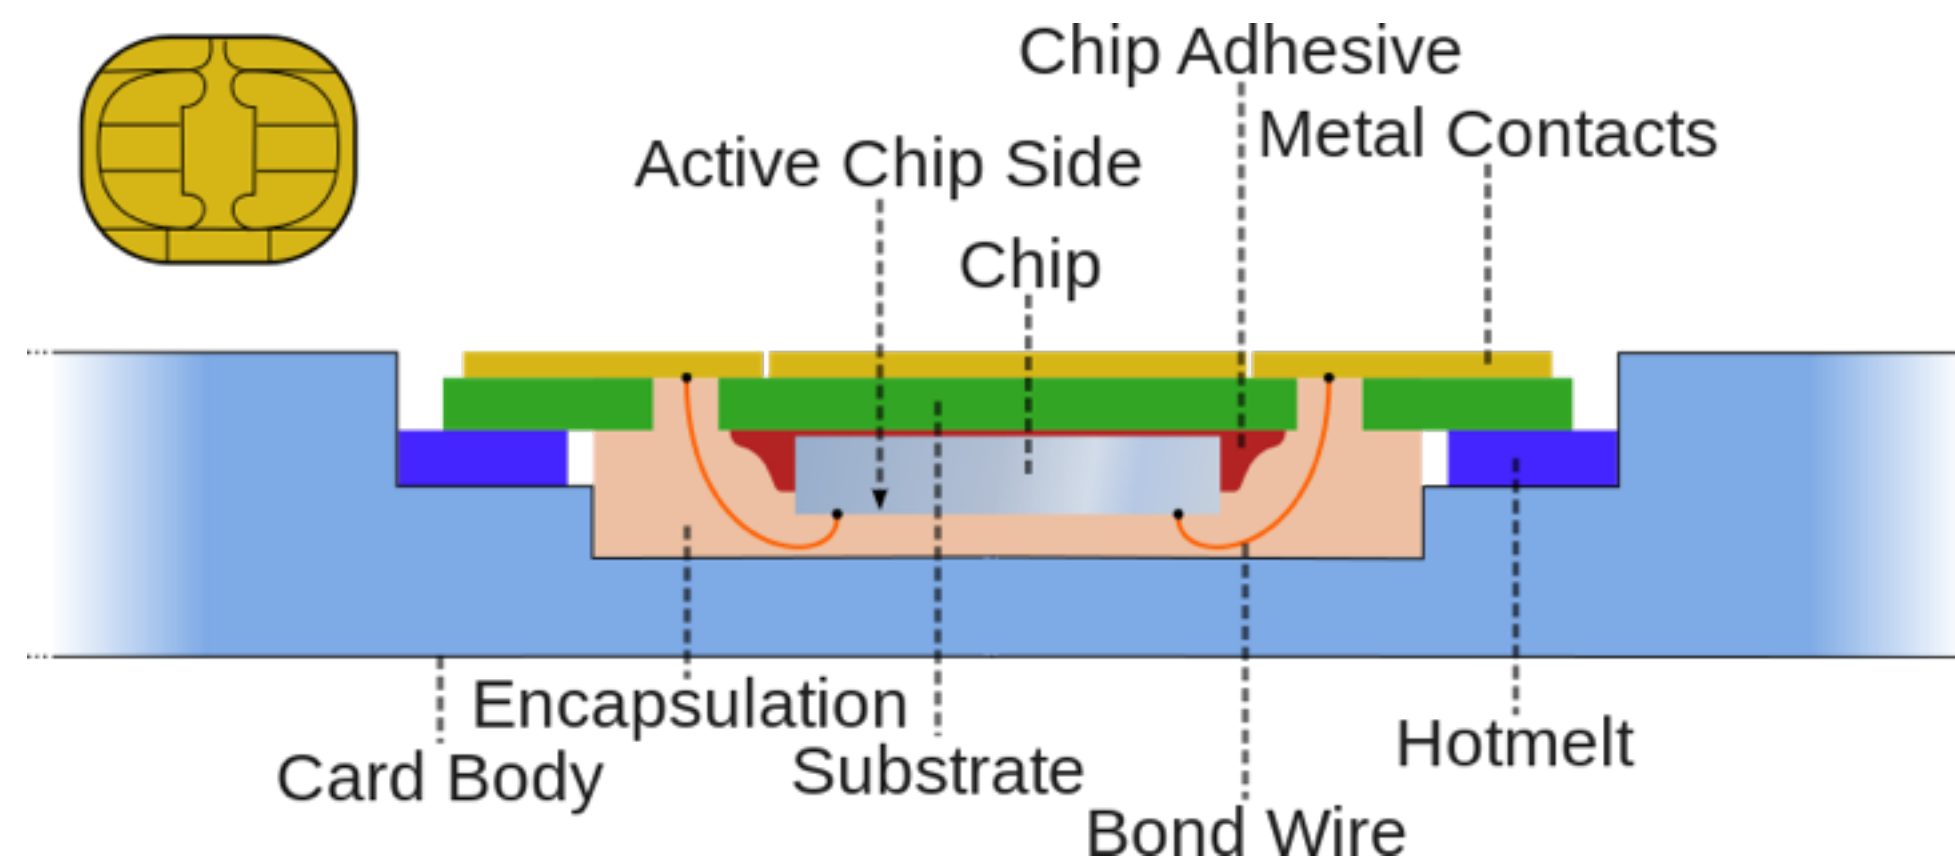 Chip Adhesive
Metal Contacts
Active Chip Side
Chip
Encapsulation
Card Body
Substrate
Hotmelt
Bond Wire